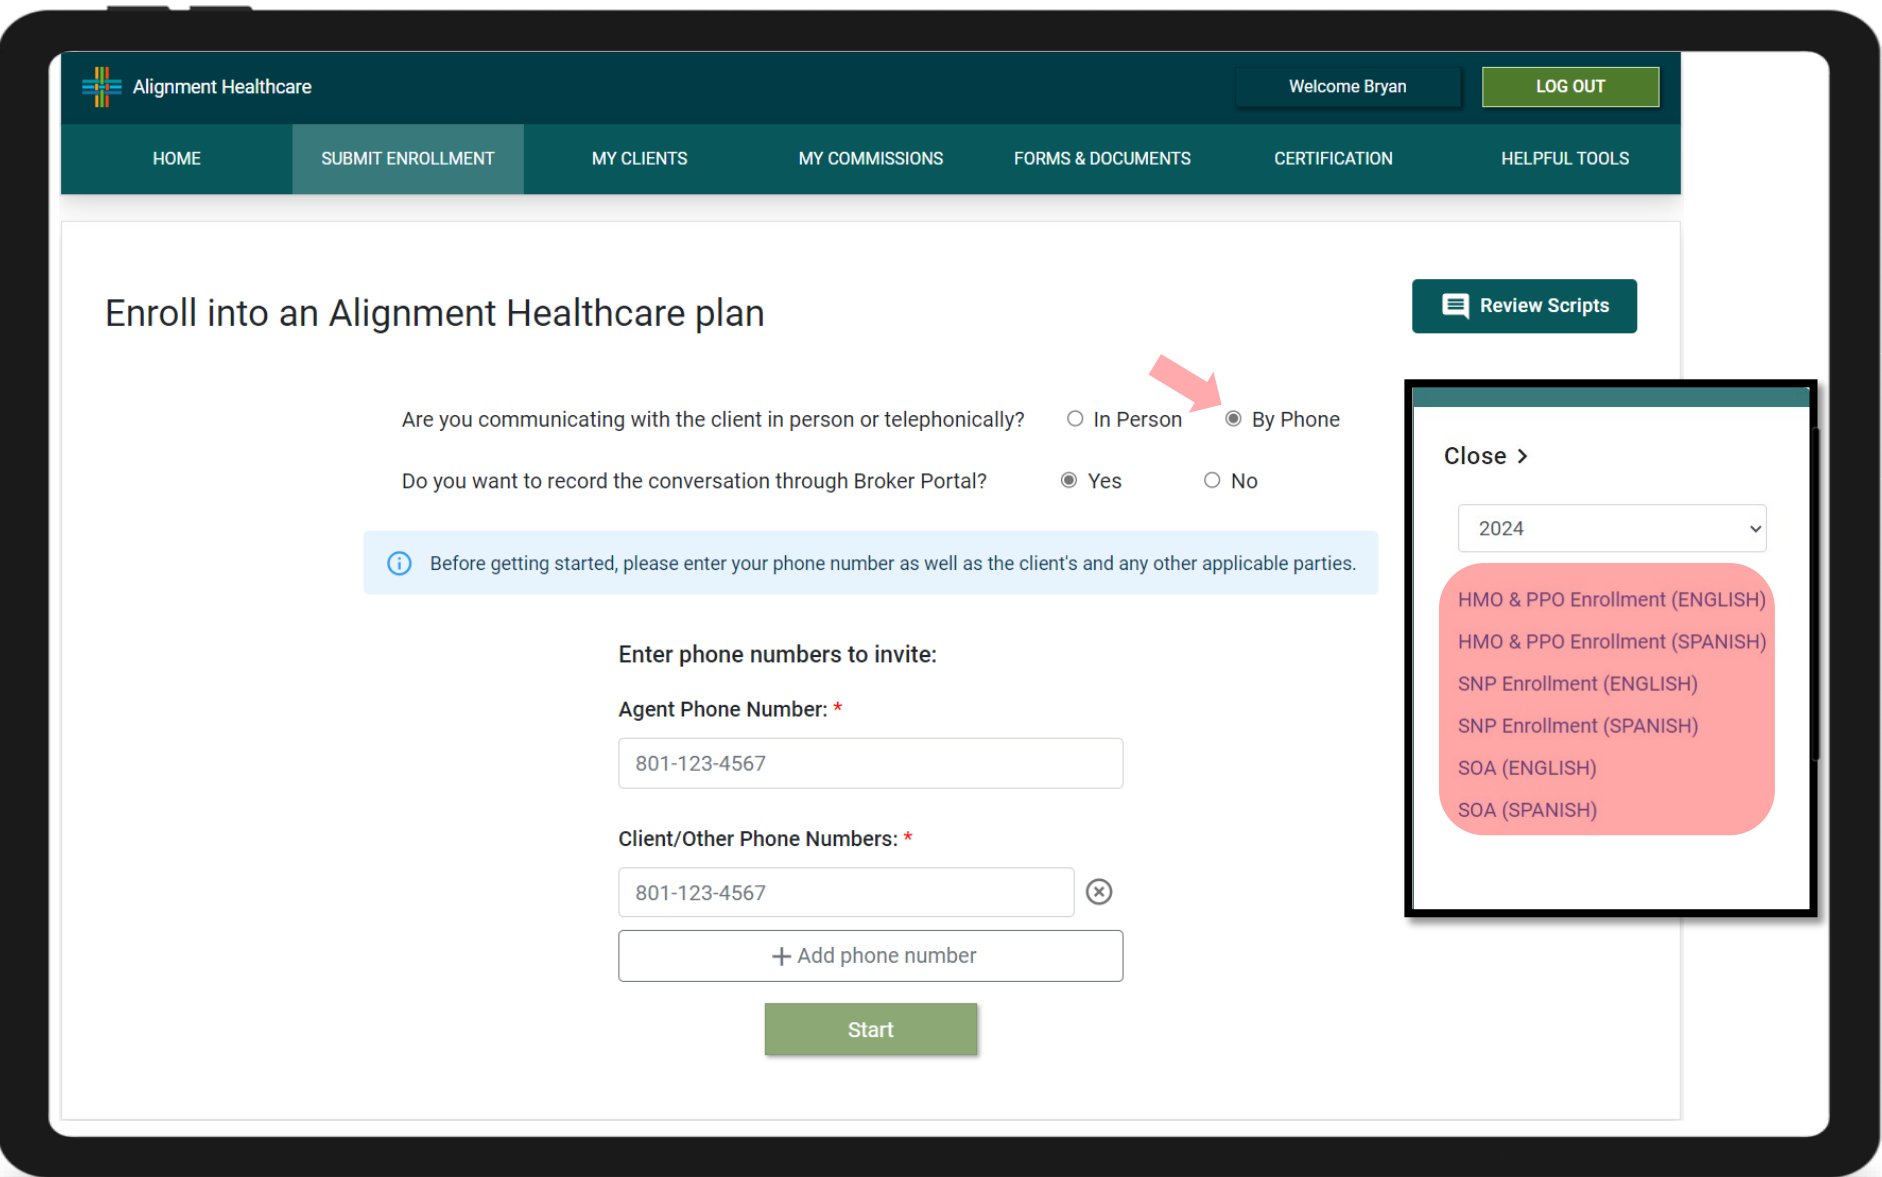 Alignment Healthcare
Welcome Bryan
LOG OUT
HOME
SUBMIT ENROLLMENT
MY CLIENTS
MY COMMISSIONS
FORMS & DOCUMENTS
CERTIFICATION
HELPFUL TOOLS
Enroll into an Alignment Healthcare plan
Review Scripts
Are you communicating with the client in person or telephonically? In Person By Phone
Do you want to record the conversation through Broker Portal? Yes No
Before getting started, please enter your phone number as well as the client's and any other applicable parties.
Enter phone numbers to invite:
Agent Phone Number: *
801-123-4567
Client/Other Phone Numbers: *
801-123-4567
+ Add phone number
Start
Close >
2024
HMO & PPO Enrollment (ENGLISH)
HMO & PPO Enrollment (SPANISH)
SNP Enrollment (ENGLISH)
SNP Enrollment (SPANISH)
SOA (ENGLISH)
SOA (SPANISH)